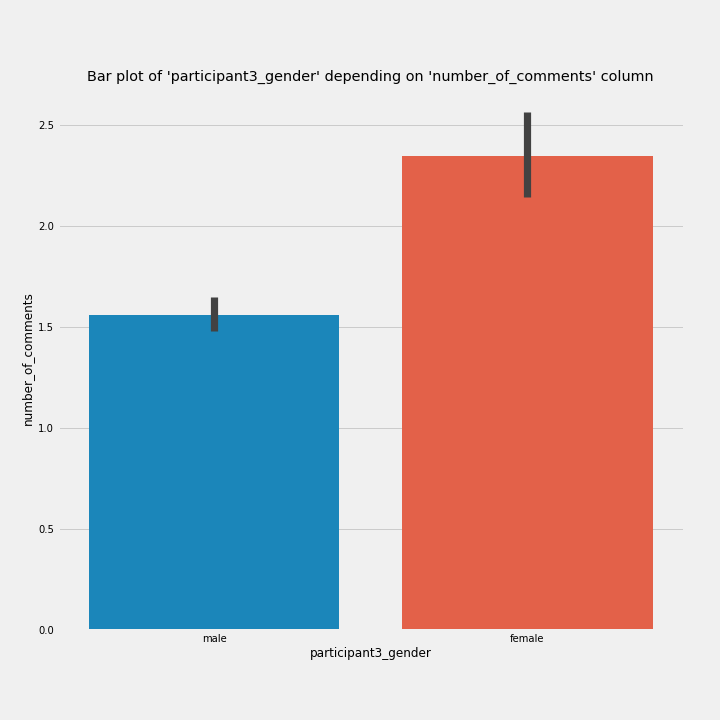 Bar plot of 'participant3_gender' depending on 'number_of_comments' column
2.5
2.0
1.5
1.0
0.5
0.0
number_of_comments
male
female
participant3_gender